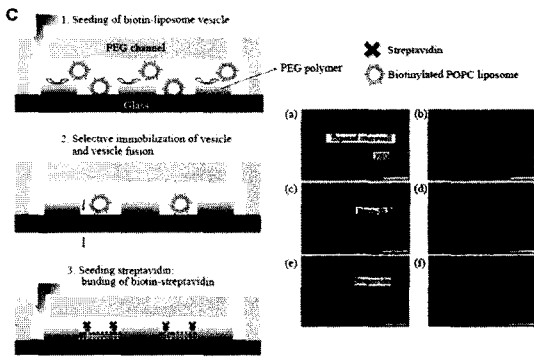 C
1. Seeding of biotin-liposome vesicle
PEG channel
PEG polymer
Glass
Streptavidin
Biotinylated POPC liposome
2. Selective immobilization of vesicle
and vesicle fusion
3. Seeding streptavidin:
binding of biotin-streptavidin
(a)
(b)
(c)
(d)
(e)
(f)